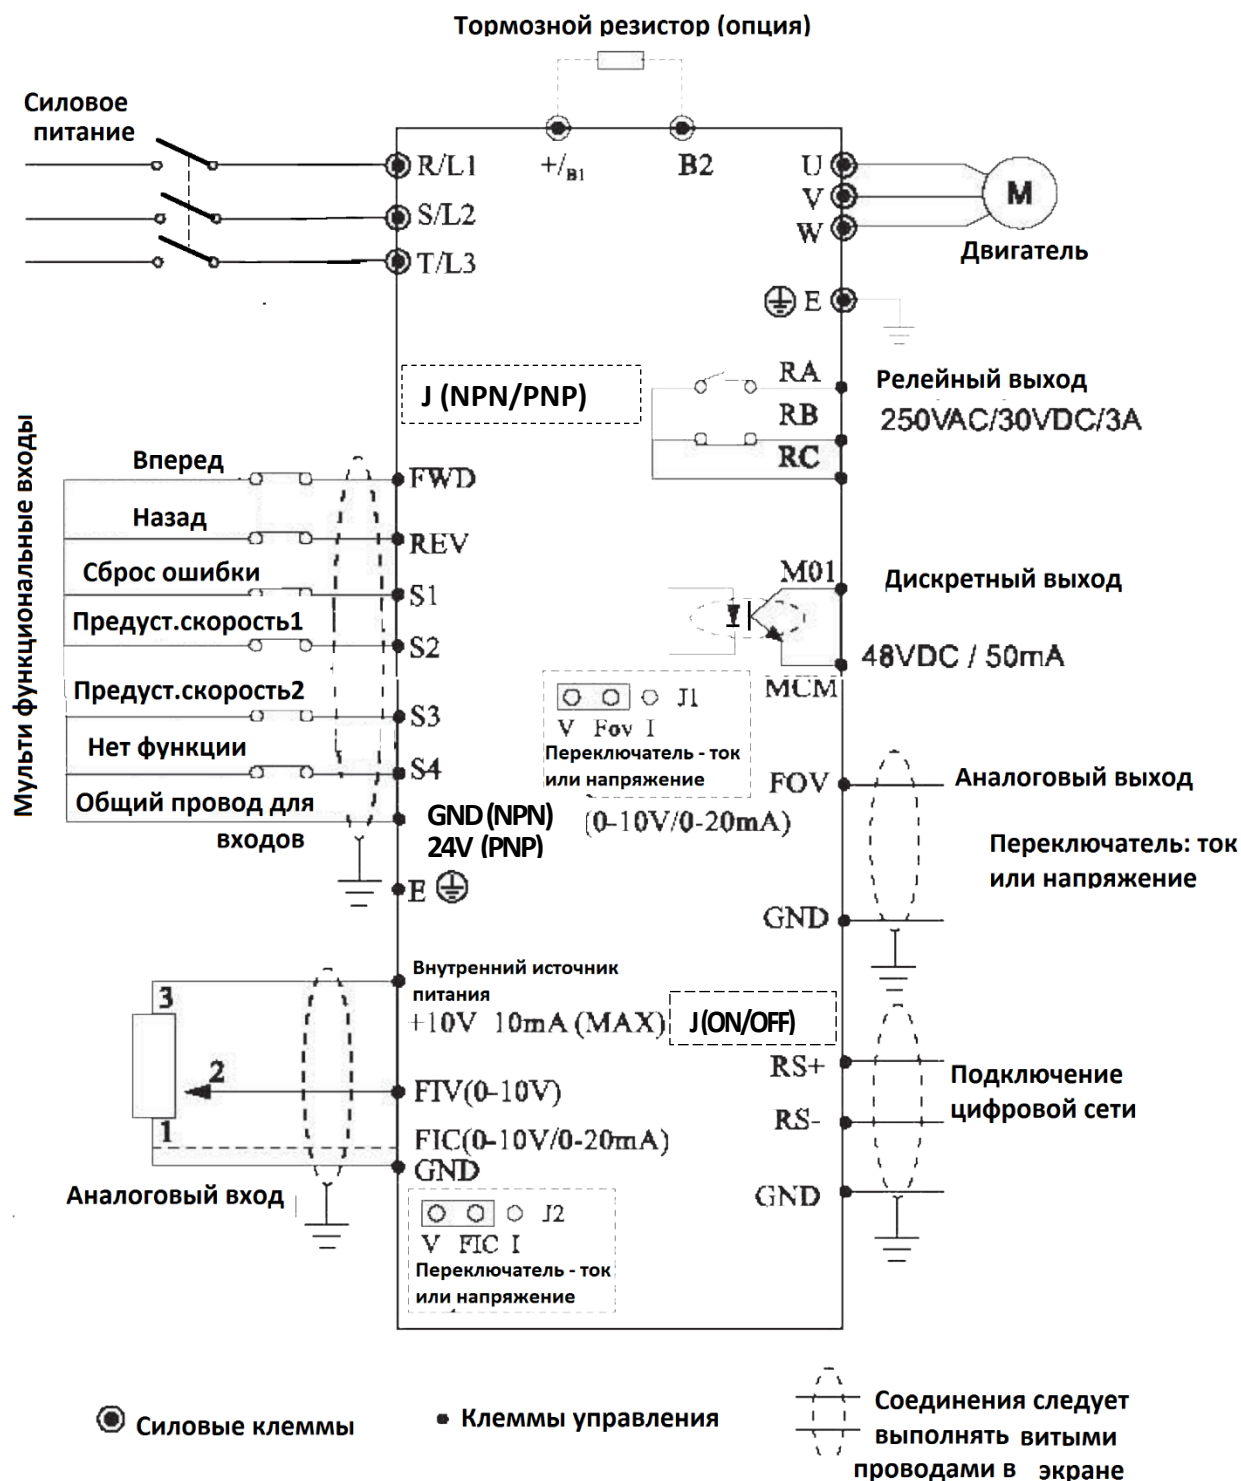 Тормозной резистор (опция)
Силовое
питание
R/L1
+/B1
B2
U
V
W
M
S/L2
T/L3
Двигатель
E
J (NPN/PNP)
RA
RB
RC
Релейный выход
250VAC/30VDC/3A
Мульти функциональные входы
Вперед
FWD
Назад
REV
Сброс ошибки
S1
Предуст.скорость1
S2
Предуст.скорость2
S3
Нет функции
S4
Общий провод для
входов
GND (NPN)
24V (PNP)
E
M01
Дискретный выход
48VDC / 50mA
MCM
J1
V Fov I
Переключатель - ток
или напряжение
(0-10V/0-20mA)
FOV
Аналоговый выход
Переключатель: ток
или напряжение
GND
Внутренний источник
питания
+10V 10mA (MAX)
J(ON/OFF)
3
2
1
FIV(0-10V)
FIC(0-10V/0-20mA)
GND
Аналоговый вход
J2
V FIC I
Переключатель - ток
или напряжение
RS+
RS-
GND
Подключение
цифровой сети
Силовые клеммы
Клеммы управления
Соединения следует
выполнять витыми
проводами в экране